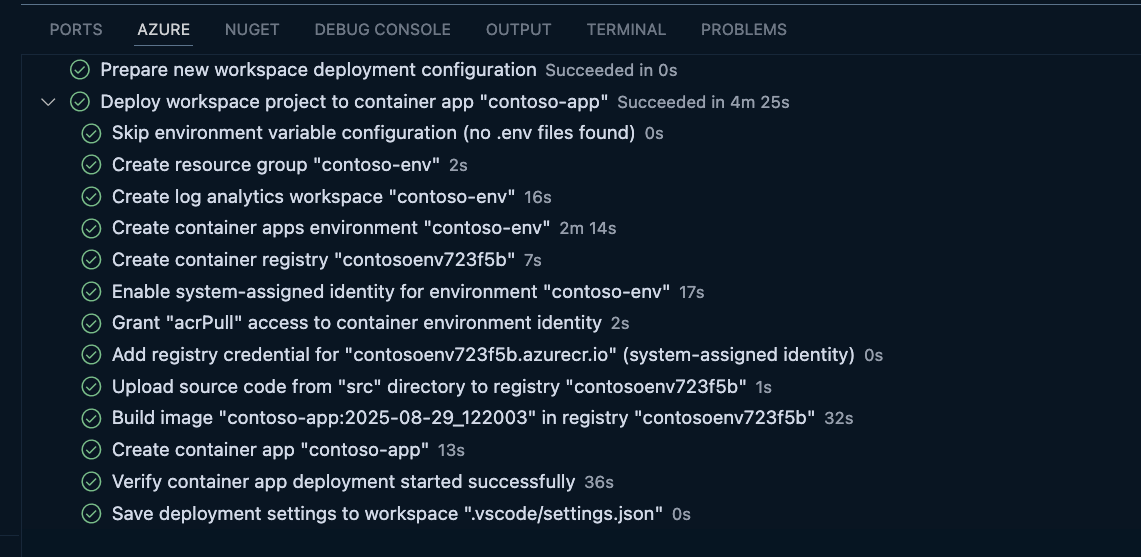 PORTS AZURE NUGET DEBUG CONSOLE OUTPUT TERMINAL PROBLEMS
Prepare new workspace deployment configuration Succeeded in 0s
Deploy workspace project to container app "contoso-app" Succeeded in 4m 25s
Skip environment variable configuration (no .env files found) 0s
Create resource group "contoso-env" 2s
Create log analytics workspace "contoso-env" 16s
Create container apps environment "contoso-env" 2m 14s
Create container registry "contosoenv723f5b" 7s
Enable system-assigned identity for environment "contoso-env" 17s
Grant "acrPull" access to container environment identity 2s
Add registry credential for "contosoenv723f5b.azurecr.io" (system-assigned identity) 0s
Upload source code from "src" directory to registry "contosoenv723f5b" 1s
Build image "contoso-app:2025-08-29_122003" in registry "contosoenv723f5b" 32s
Create container app "contoso-app" 13s
Verify container app deployment started successfully 36s
Save deployment settings to workspace ".vscode/settings.json" 0s